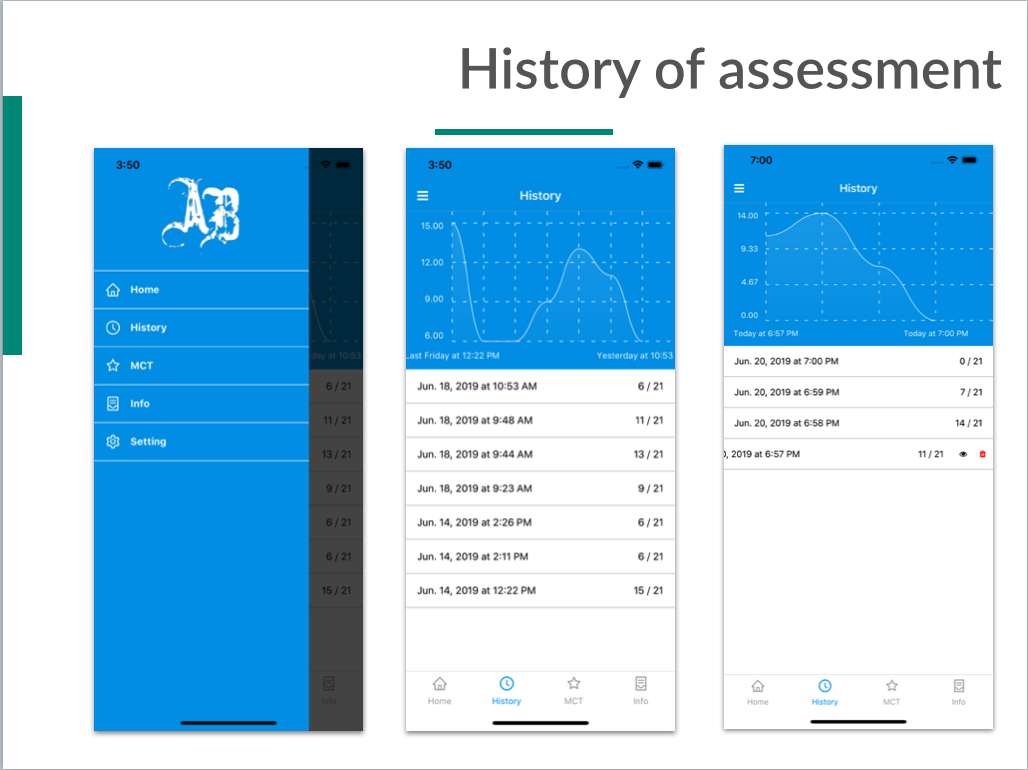 History of assessment
3:50
AB
Home
History
MCT
Info
Setting
day at 10:53
6 / 21
11 / 21
13 / 21
9 / 21
6 / 21
6 / 21
15 / 21
Info
3:50
History
15.00
12.00
9.00
6.00
Last Friday at 12:22 PM Yesterday at 10:53
Jun. 18, 2019 at 10:53 AM 6 / 21
Jun. 18, 2019 at 9:48 AM 11 / 21
Jun. 18, 2019 at 9:44 AM 13 / 21
Jun. 18, 2019 at 9:23 AM 9 / 21
Jun. 14, 2019 at 2:26 PM 6 / 21
Jun. 14, 2019 at 2:11 PM 6 / 21
Jun. 14, 2019 at 12:22 PM 15 / 21
Home History MCT Info
7:00
History
14.00
9.33
4.67
0.00
Today at 6:57 PM Today at 7:00 PM
Jun. 20, 2019 at 7:00 PM 0 / 21
Jun. 20, 2019 at 6:59 PM 7 / 21
Jun. 20, 2019 at 6:58 PM 14 / 21
, 2019 at 6:57 PM 11 / 21
Home History MCT Info